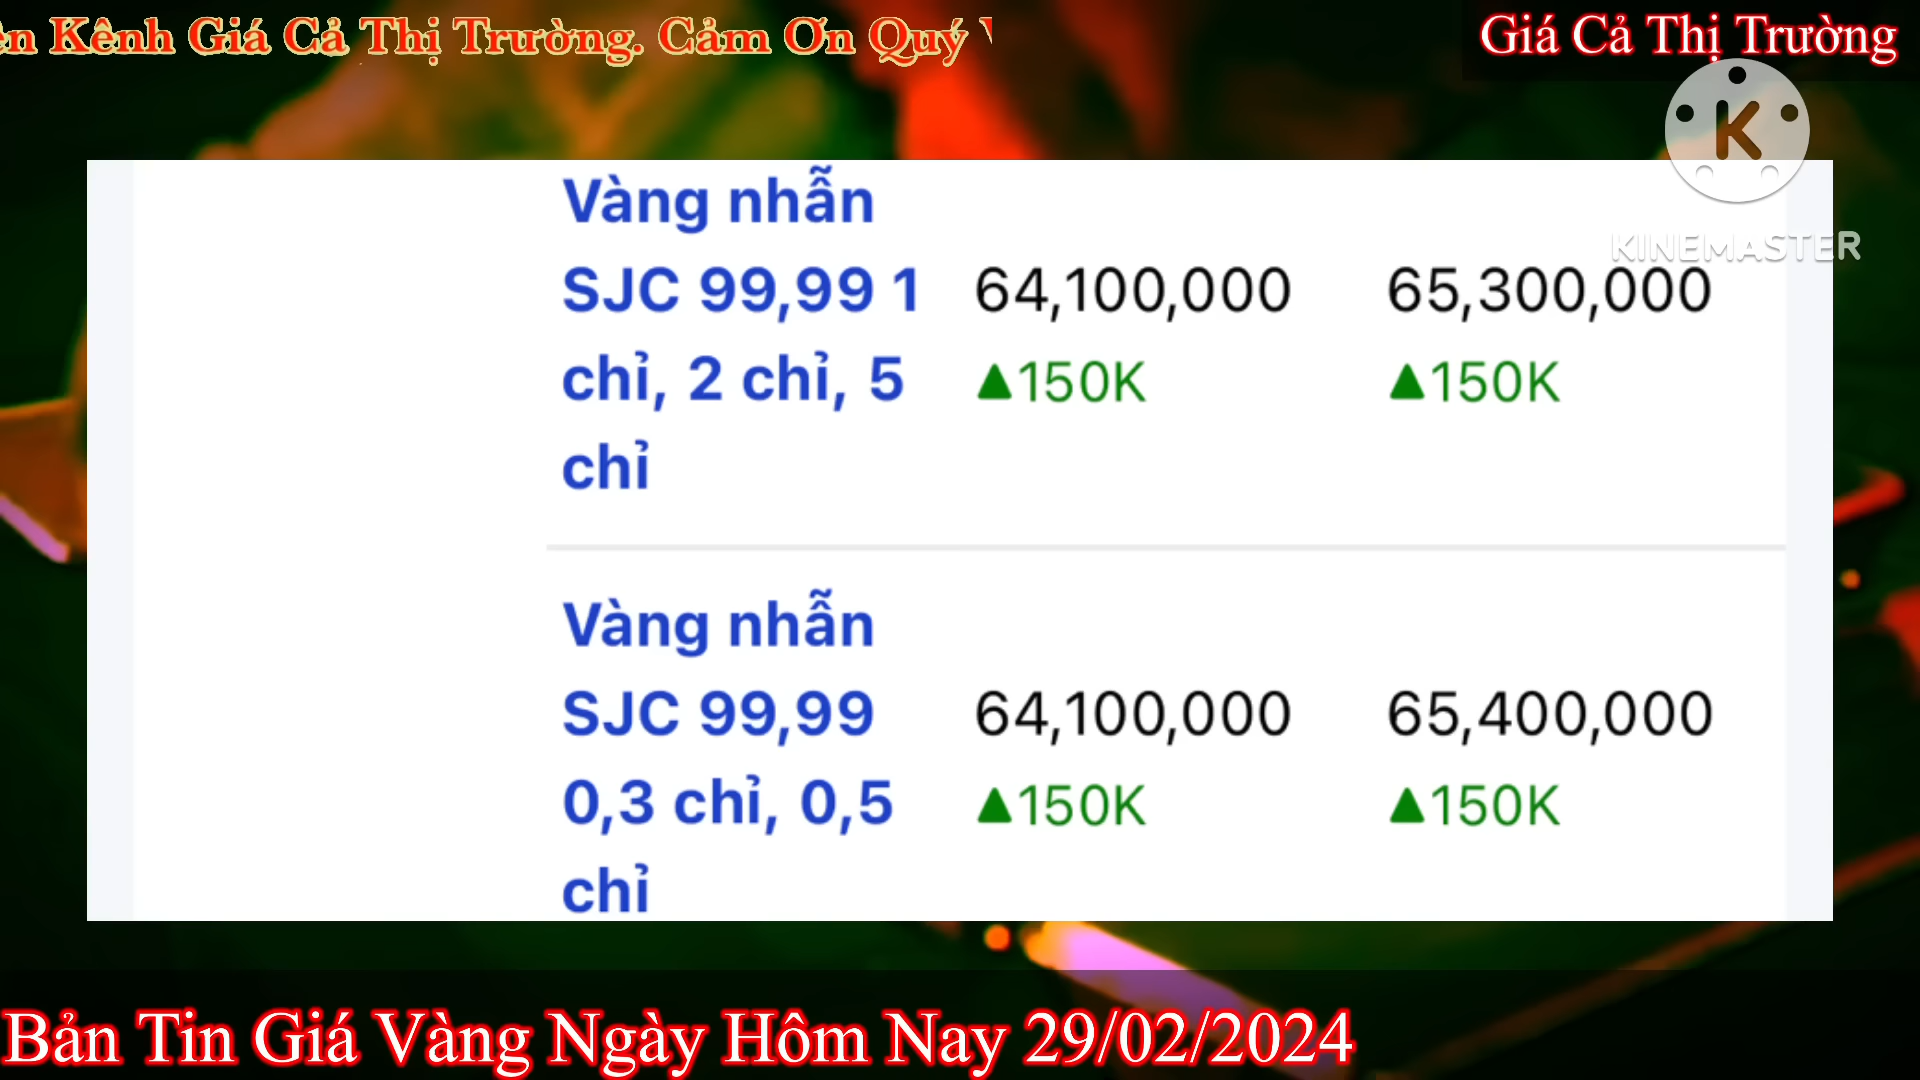 Kênh Giá Cả Thị Trường. Cảm Ơn Quý
Giá Cả Thị Trường
K
KINEMASTER
Vàng nhẫn
SJC 99,99 1 64,100,000 65,300,000
chỉ, 2 chỉ, 5 ▲150K ▲150K
chỉ
Vàng nhẫn
SJC 99,99 64,100,000 65,400,000
0,3 chỉ, 0,5 ▲150K ▲150K
chỉ
Bản Tin Giá Vàng Ngày Hôm Nay 29/02/2024